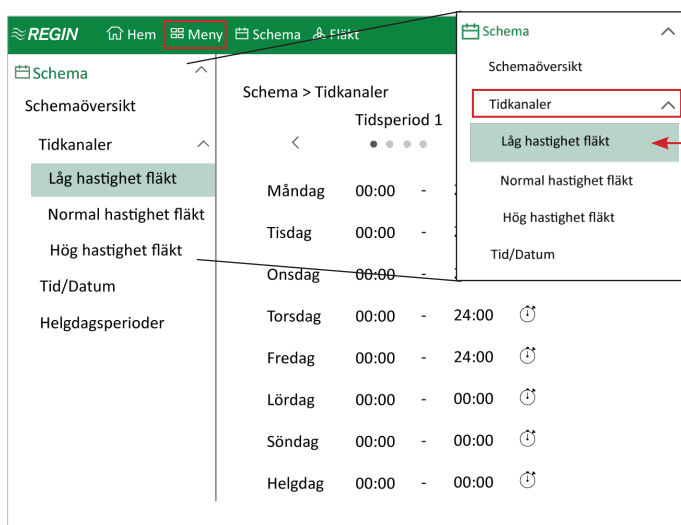 REGIN Hem Meny Schema Fläkt
Schema
Schemaöversikt
Tidkanaler
Låg hastighet fläkt
Normal hastighet fläkt
Hög hastighet fläkt
Tid/Datum
Helgdagsperioder
Schema > Tidkanaler
Tidsperiod 1
Måndag 00:00 -
Tisdag 00:00 -
Onsdag 00:00 -
Torsdag 00:00 - 24:00
Fredag 00:00 - 24:00
Lördag 00:00 - 00:00
Söndag 00:00 - 00:00
Helgdag 00:00 - 00:00
Schema
Schemaöversikt
Tidkanaler
Låg hastighet fläkt
Normal hastighet fläkt
Hög hastighet fläkt
Tid/Datum